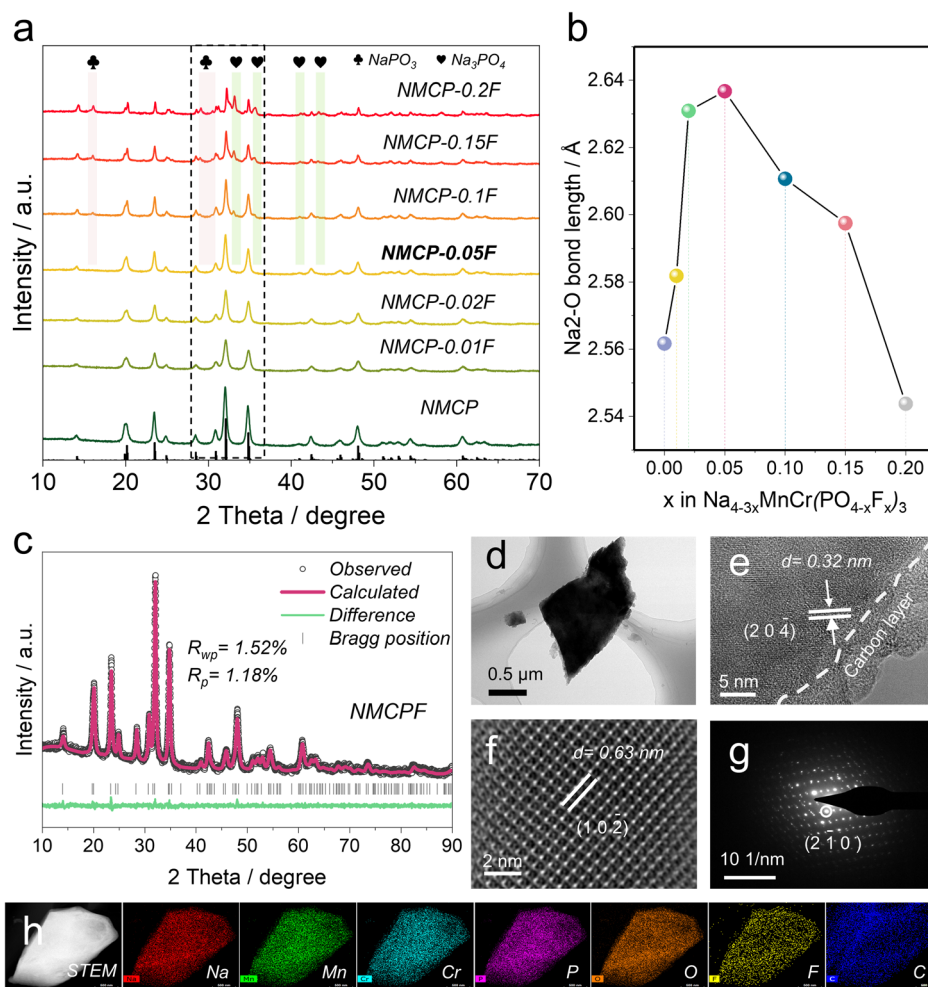 a
♣ ♣ ♥ ♥ ♥ ♥ ♣ NaPO₃ ♥ Na₃PO₄
NMCP-0.2F
NMCP-0.15F
NMCP-0.1F
NMCP-0.05F
NMCP-0.02F
NMCP-0.01F
NMCP
Intensity / a.u.
10 20 30 40 50 60 70
2 Theta / degree
b
Na2-O bond length / Å
2.64
2.62
2.60
2.58
2.56
2.54
0.00 0.05 0.10 0.15 0.20
x in Na₄₋₃ₓMnCr(PO₄₋ₓFₓ)₃
c
Observed
Calculated
Difference
Bragg position
R_wp= 1.52%
R_p= 1.18%
NMCPF
Intensity / a.u.
10 20 30 40 50 60 70 80 90
2 Theta / degree
d
0.5 μm
e
d= 0.32 nm
(2 0 4̄)
Carbon layer
5 nm
f
d= 0.63 nm
(1 0 2̄)
2 nm
g
(2 1̄ 0)
10 1/nm
h
STEM
Na
Mn
Cr
P
O
F
C